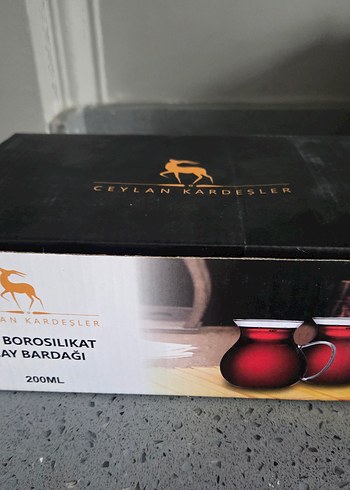 CEYLAN KARDEŞLER
AN KARDEŞLER
BOROSILIKAT
AY BARDAĞI
200ML